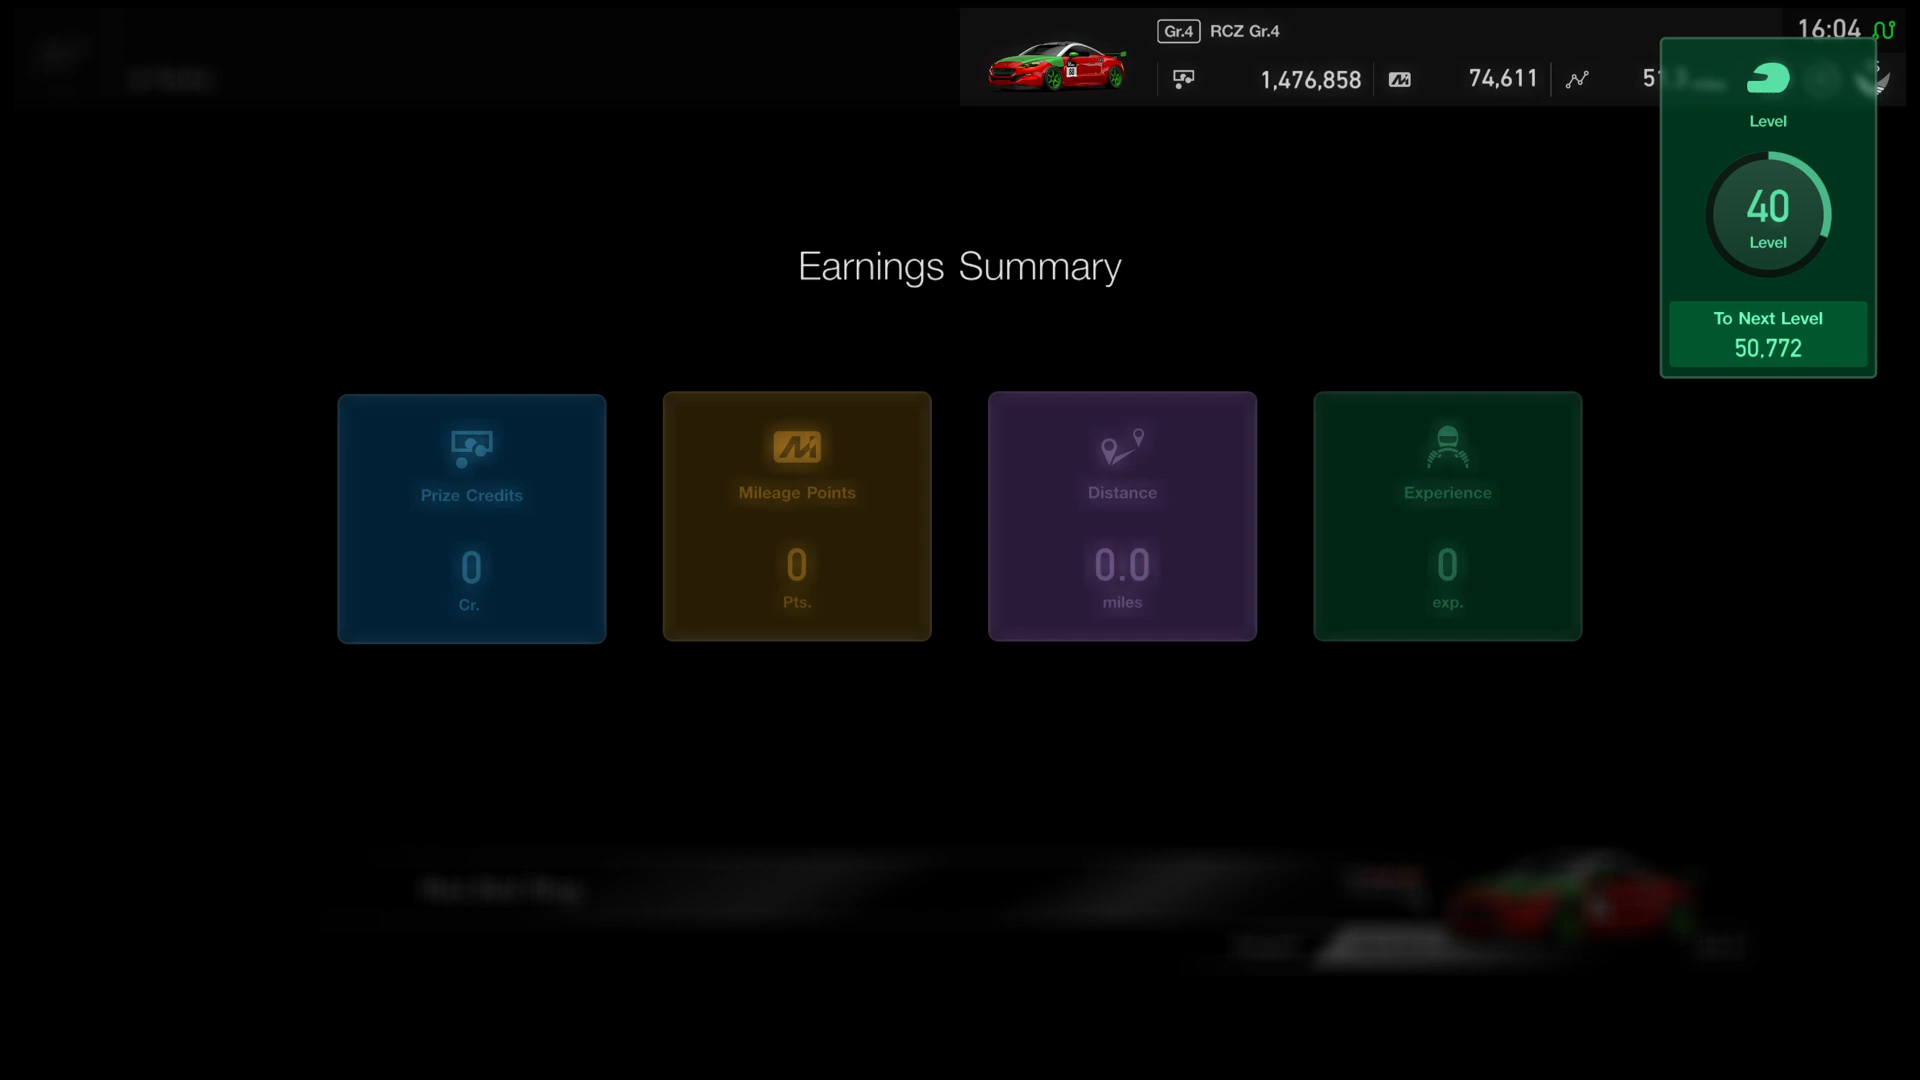 Gr.4 RCZ Gr.4
16:04
1,476,858
74,611
Level
40
Level
To Next Level
50,772
Earnings Summary
Prize Credits
0
Cr.
Mileage Points
0
Pts.
Distance
0.0
miles
Experience
0
exp.